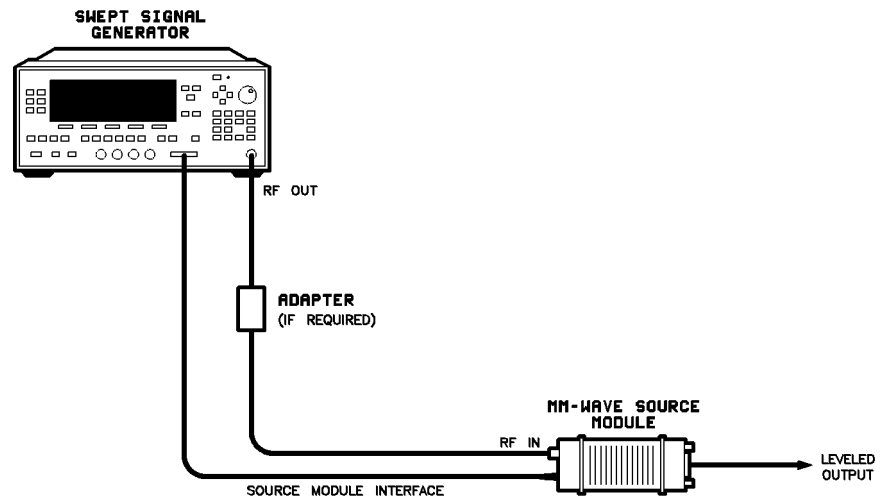 SWEPT SIGNAL
GENERATOR
RF OUT
ADAPTER
(IF REQUIRED)
MM-WAVE SOURCE
MODULE
RF IN
LEVELED
OUTPUT
SOURCE MODULE INTERFACE